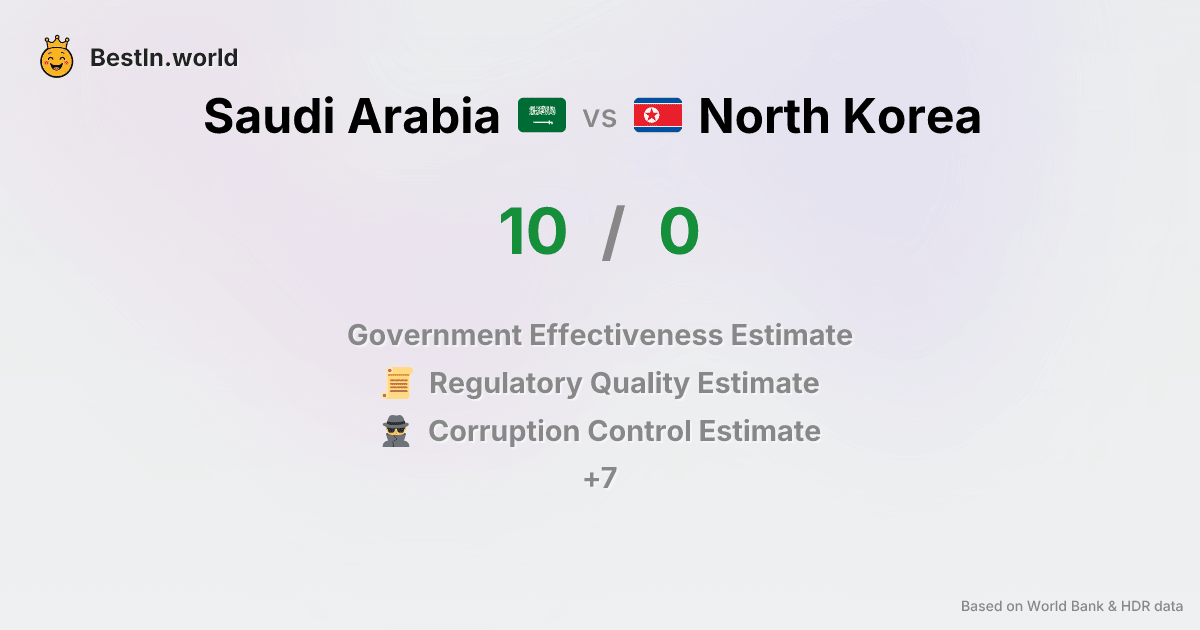 BestIn.world
Saudi Arabia vs North Korea
10 / 0
Government Effectiveness Estimate
Regulatory Quality Estimate
Corruption Control Estimate
+7
Based on World Bank & HDR data